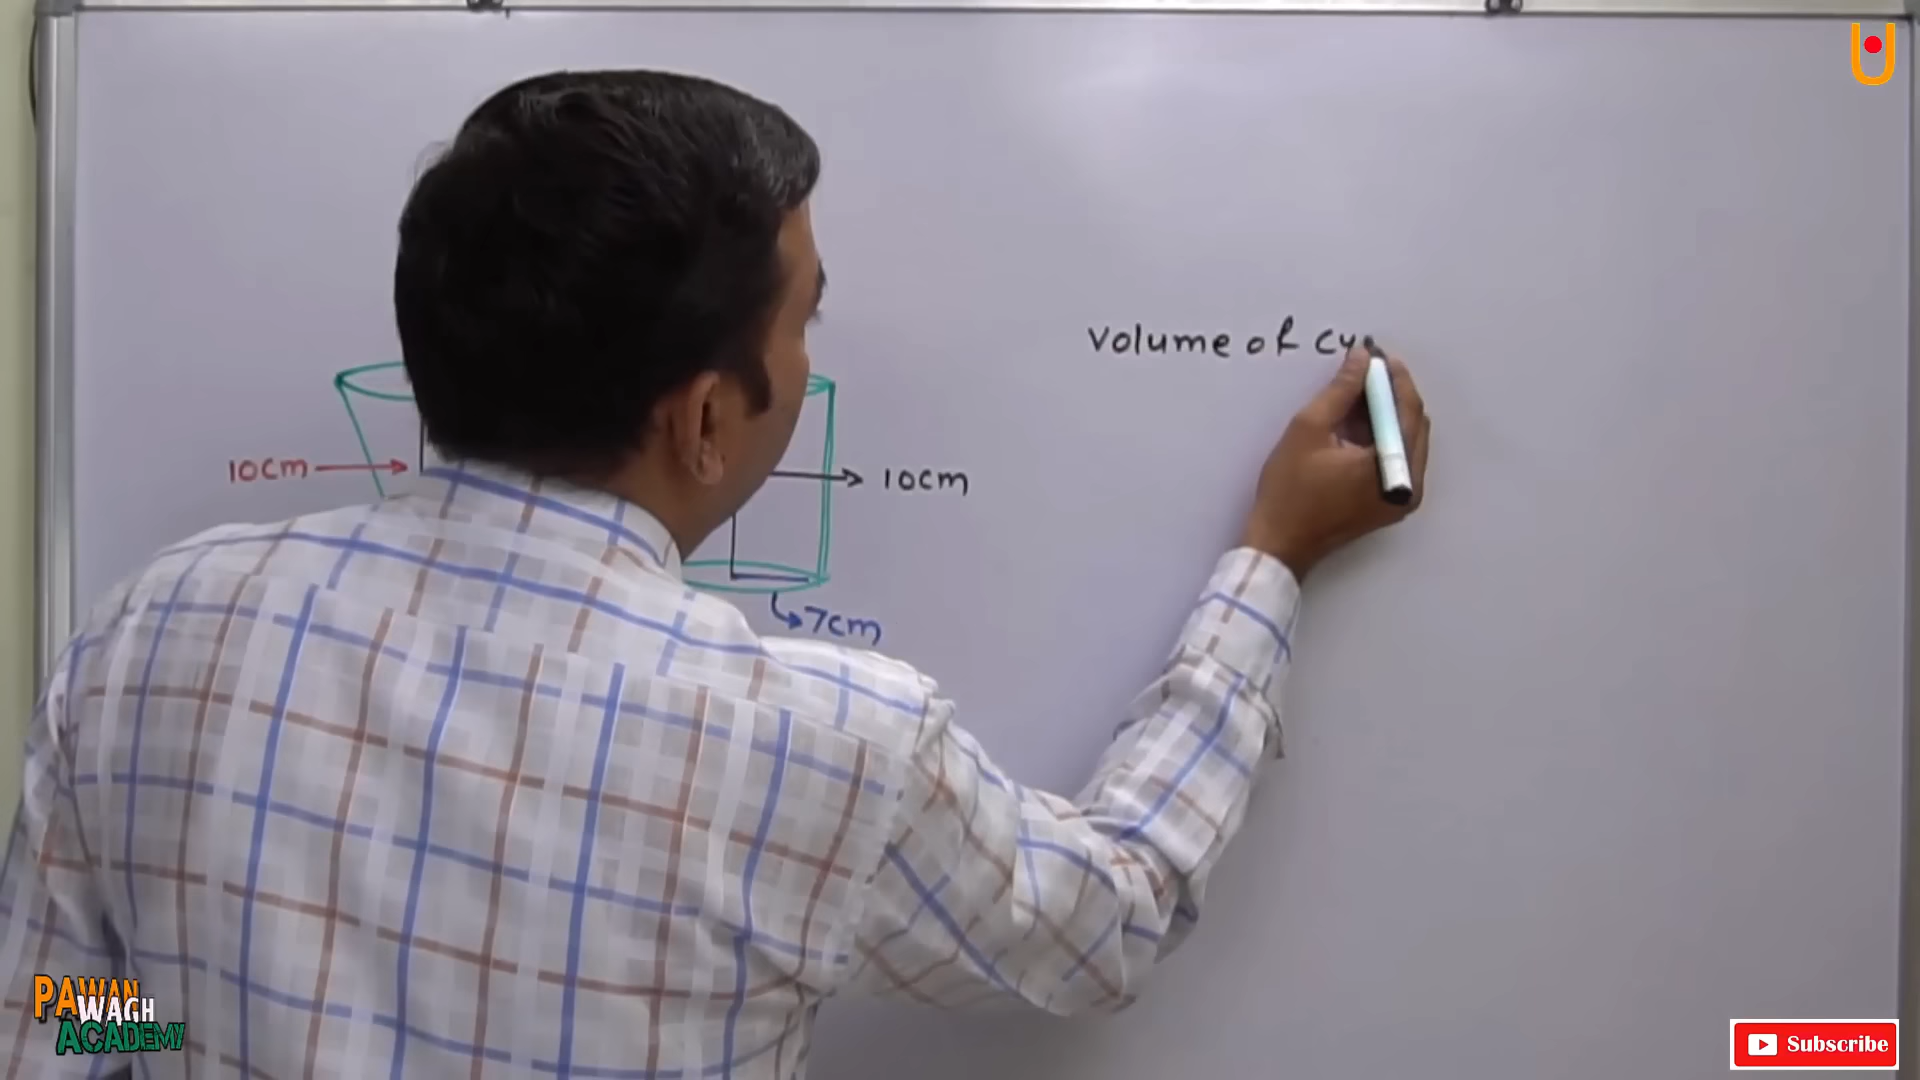 Volume of Cy
10cm
10cm
7cm
PAWAN
WAGH
ACADEMY
Subscribe